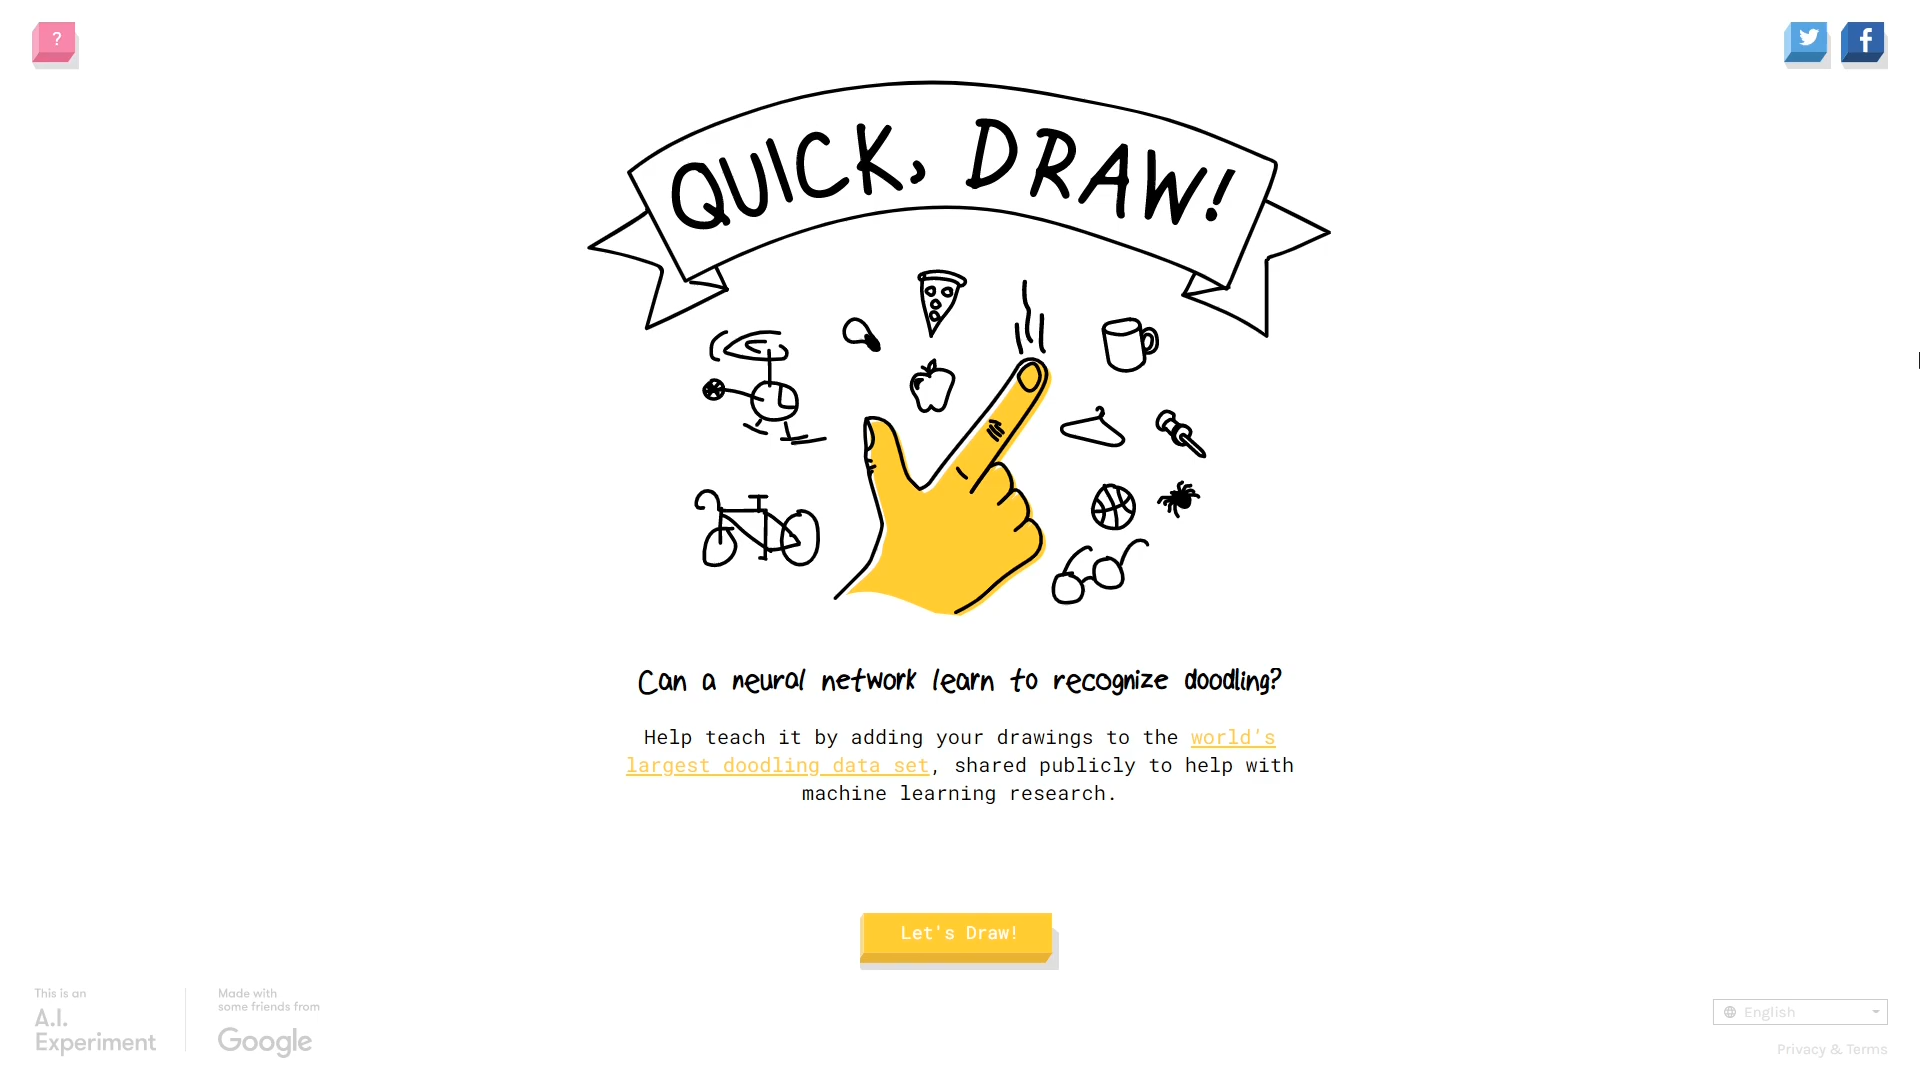 ?
QUICK, DRAW!
Can a neural network learn to recognize doodling?
Help teach it by adding your drawings to the world's
largest doodling data set, shared publicly to help with
machine learning research.
Let's Draw!
This is an
A.I.
Experiment
Made with
some friends from
Google
English
Privacy & Terms